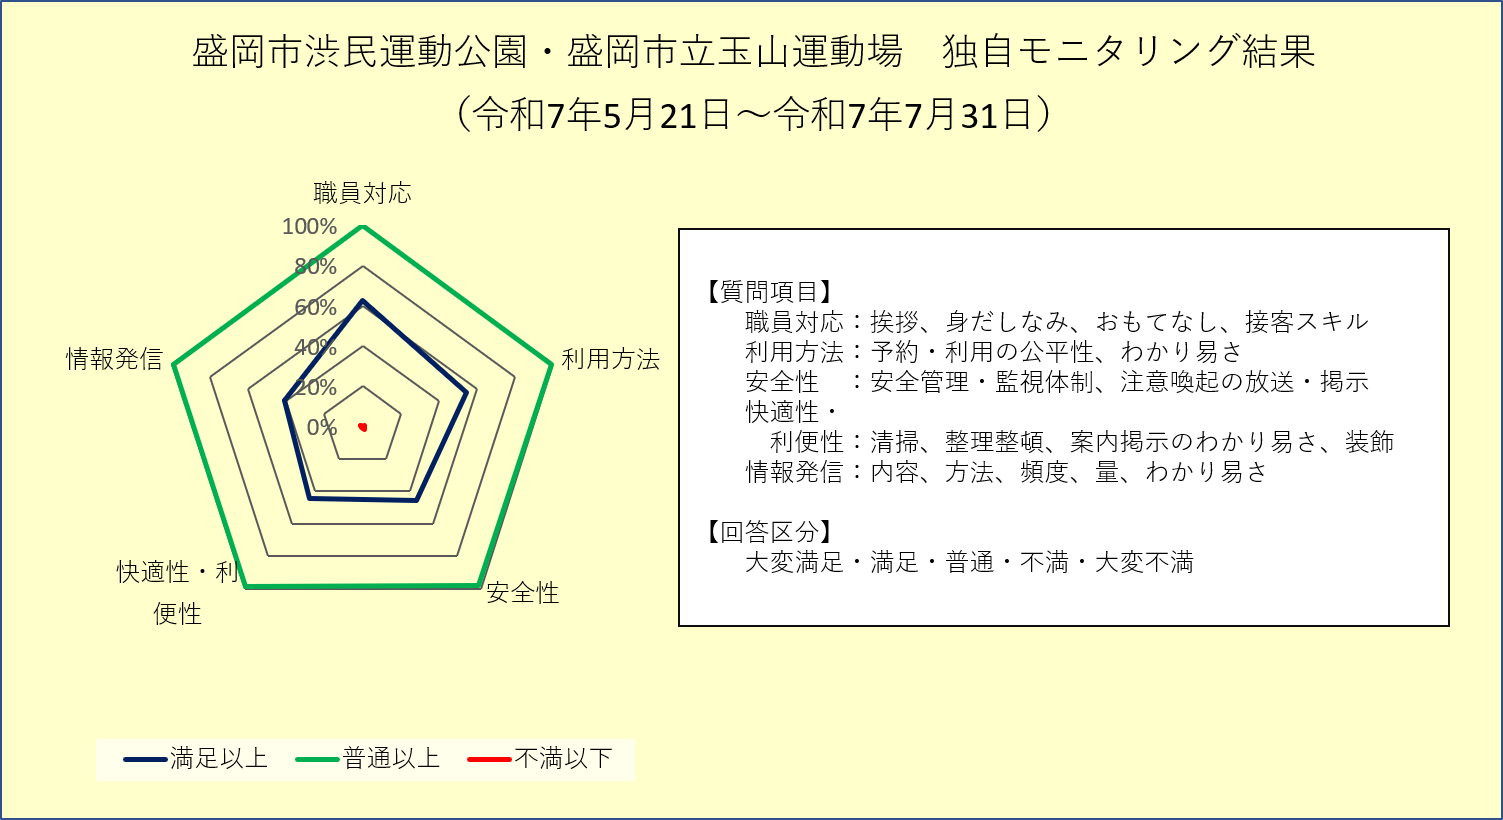 盛岡市渋民運動公園・盛岡市立玉山運動場　独自モニタリング結果
（令和7年5月21日～令和7年7月31日）
職員対応
100%
80%
60%
40%
20%
0%
利用方法
安全性
快適性・利
便性
情報発信
満足以上
普通以上
不満以下
【質問項目】
職員対応：挨拶、身だしなみ、おもてなし、接客スキル
利用方法：予約・利用の公平性、わかり易さ
安全性　：安全管理・監視体制、注意喚起の放送・掲示
快適性・
利便性：清掃、整理整頓、案内掲示のわかり易さ、装飾
情報発信：内容、方法、頻度、量、わかり易さ
【回答区分】
大変満足・満足・普通・不満・大変不満